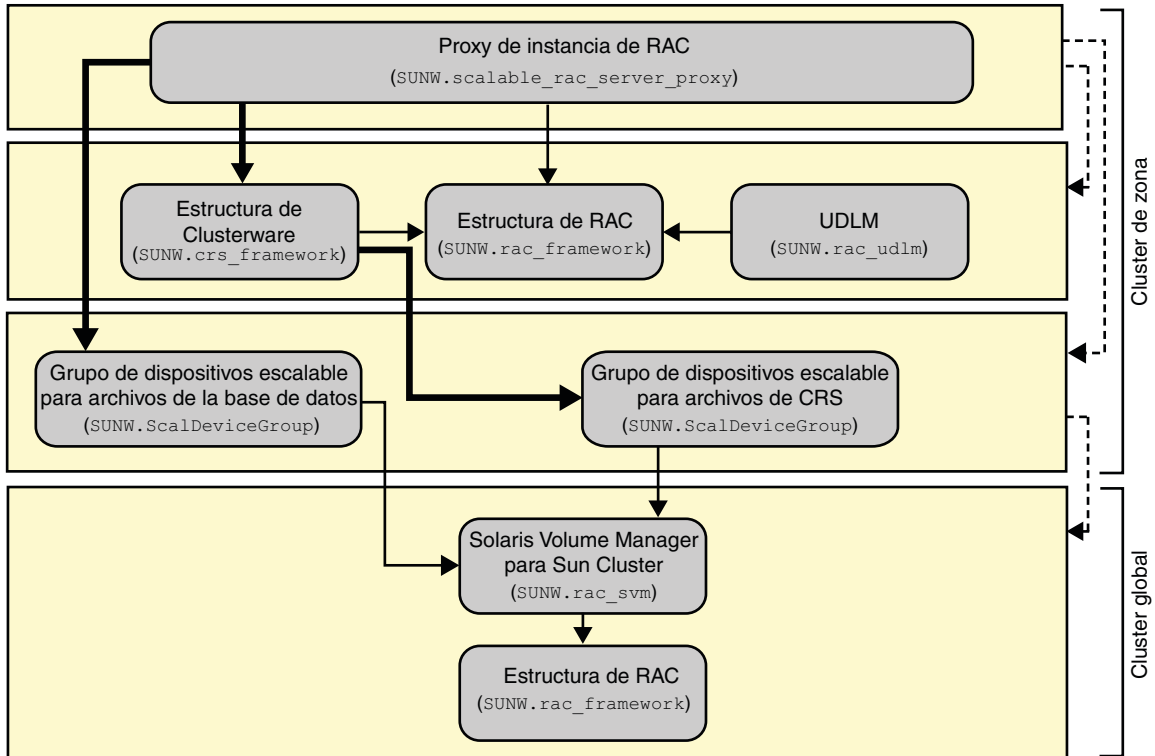 Proxy de instancia de RAC
(SUNW.scalable_rac_server_proxy)
Estructura de
Clusterware
(SUNW.crs_framework)
Estructura de RAC
(SUNW.rac_framework)
UDLM
(SUNW.rac_udlm)
Cluster de zona
Grupo de dispositivos escalable
para archivos de la base de datos
(SUNW.ScalDeviceGroup)
Grupo de dispositivos escalable
para archivos de CRS
(SUNW.ScalDeviceGroup)
Solaris Volume Manager
para Sun Cluster
(SUNW.rac_svm)
Estructura de RAC
(SUNW.rac_framework)
Cluster global